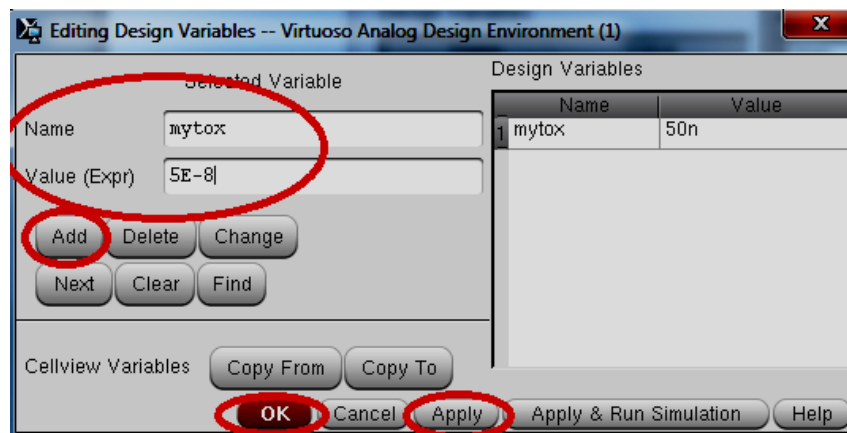 Editing Design Variables -- Virtuoso Analog Design Environment (1)
Selected Variable
Name mytox
Value (Expr) 5E-8
Add Delete Change
Next Clear Find
Cellview Variables Copy From Copy To
Design Variables
Name Value
1 mytox 50n
OK Cancel Apply Apply & Run Simulation Help